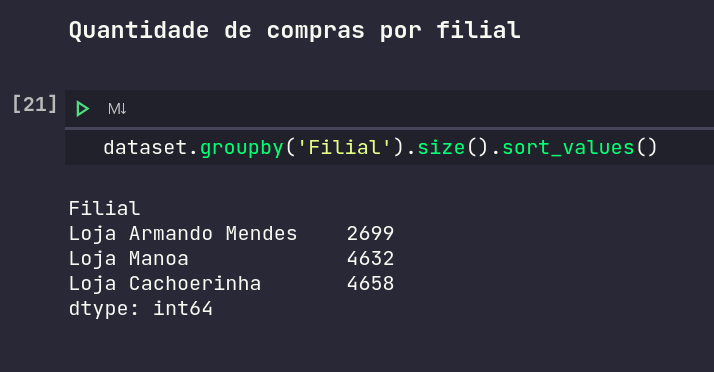 Quantidade de compras por filial
[21]
M↓
dataset.groupby('Filial').size().sort_values()
Filial
Loja Armando Mendes    2699
Loja Manoa             4632
Loja Cachoerinha       4658
dtype: int64